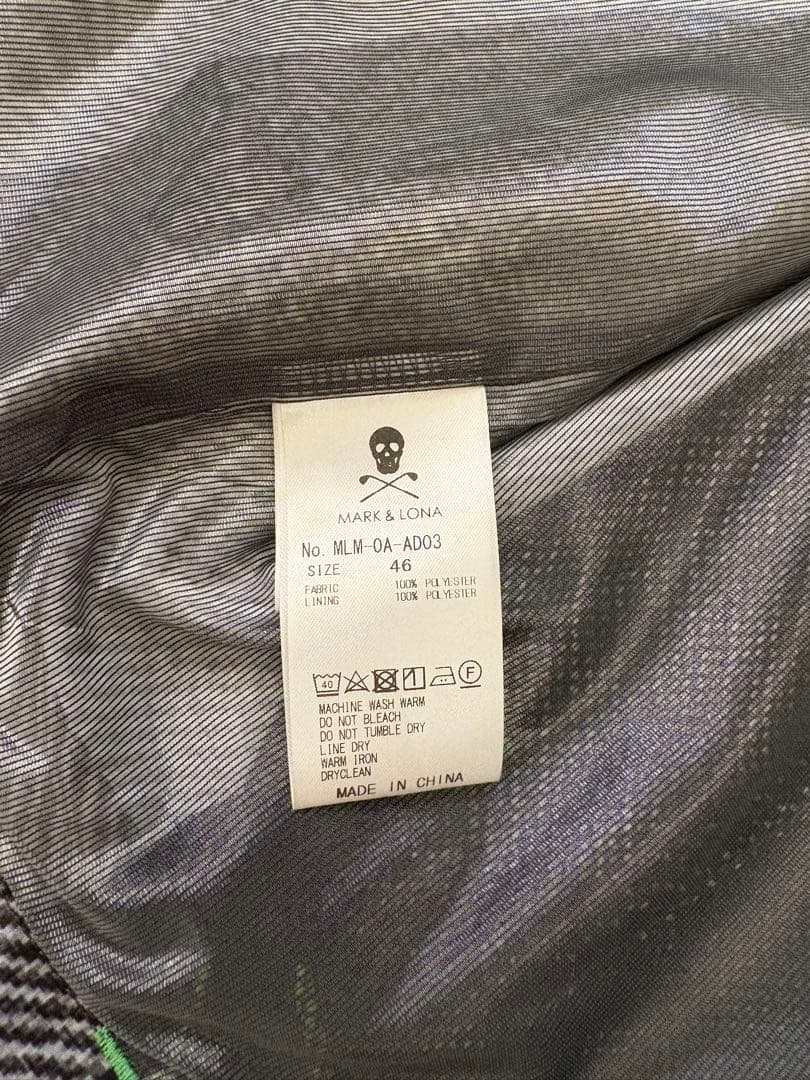 MARK & LONA
No. MLM-0A-AD03
SIZE 46
FABRIC 100% POLYESTER
LINING 100% POLYESTER
40 F
MACHINE WASH WARM
DO NOT BLEACH
DO NOT TUMBLE DRY
LINE DRY
WARM IRON
DRYCLEAN
MADE IN CHINA